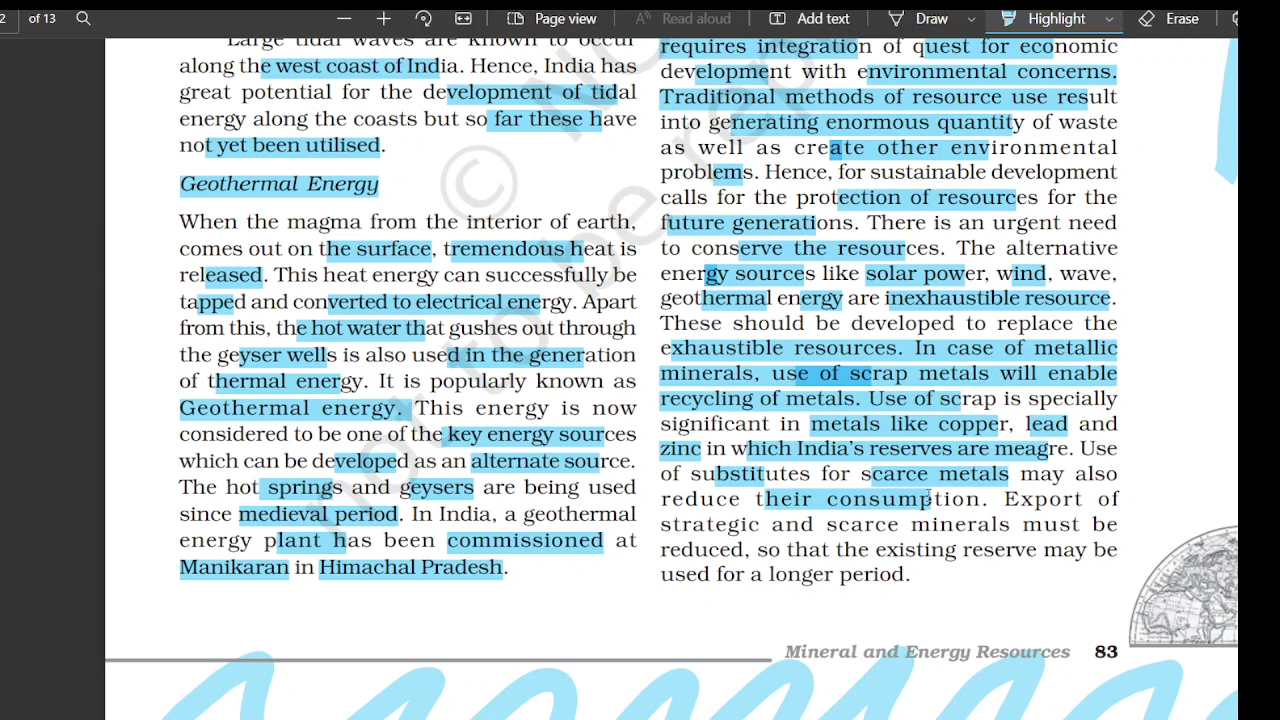 2 of 13 Page view Read aloud Add text Draw Highlight Erase
Large tidal waves are known to occur
along the west coast of India. Hence, India has
great potential for the development of tidal
energy along the coasts but so far these have
not yet been utilised.
Geothermal Energy
When the magma from the interior of earth,
comes out on the surface, tremendous heat is
released. This heat energy can successfully be
tapped and converted to electrical energy. Apart
from this, the hot water that gushes out through
the geyser wells is also used in the generation
of thermal energy. It is popularly known as
Geothermal energy. This energy is now
considered to be one of the key energy sources
which can be developed as an alternate source.
The hot springs and geysers are being used
since medieval period. In India, a geothermal
energy plant has been commissioned at
Manikaran in Himachal Pradesh.
requires integration of quest for economic
development with environmental concerns.
Traditional methods of resource use result
into generating enormous quantity of waste
as well as create other environmental
problems. Hence, for sustainable development
calls for the protection of resources for the
future generations. There is an urgent need
to conserve the resources. The alternative
energy sources like solar power, wind, wave,
geothermal energy are inexhaustible resource.
These should be developed to replace the
exhaustible resources. In case of metallic
minerals, use of scrap metals will enable
recycling of metals. Use of scrap is specially
significant in metals like copper, lead and
zinc in which India's reserves are meagre. Use
of substitutes for scarce metals may also
reduce their consumption. Export of
strategic and scarce minerals must be
reduced, so that the existing reserve may be
used for a longer period.
Mineral and Energy Resources 83
© N
not to be rep